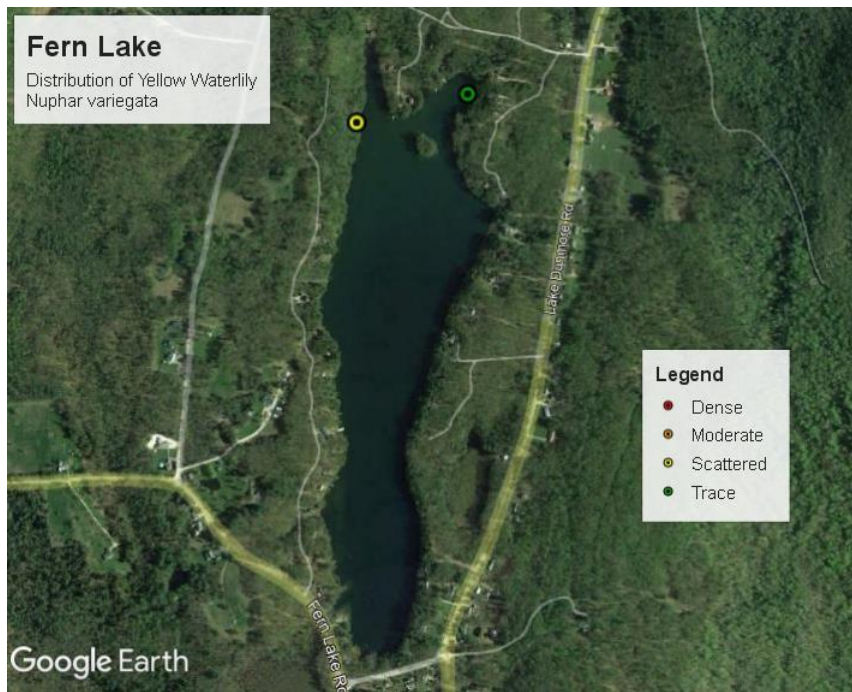 Fern Lake
Distribution of Yellow Waterlily
Nuphar variegata
Lake Dunmore Rd
Legend
Dense
Moderate
Scattered
Trace
Fern Lake Rd
Google Earth